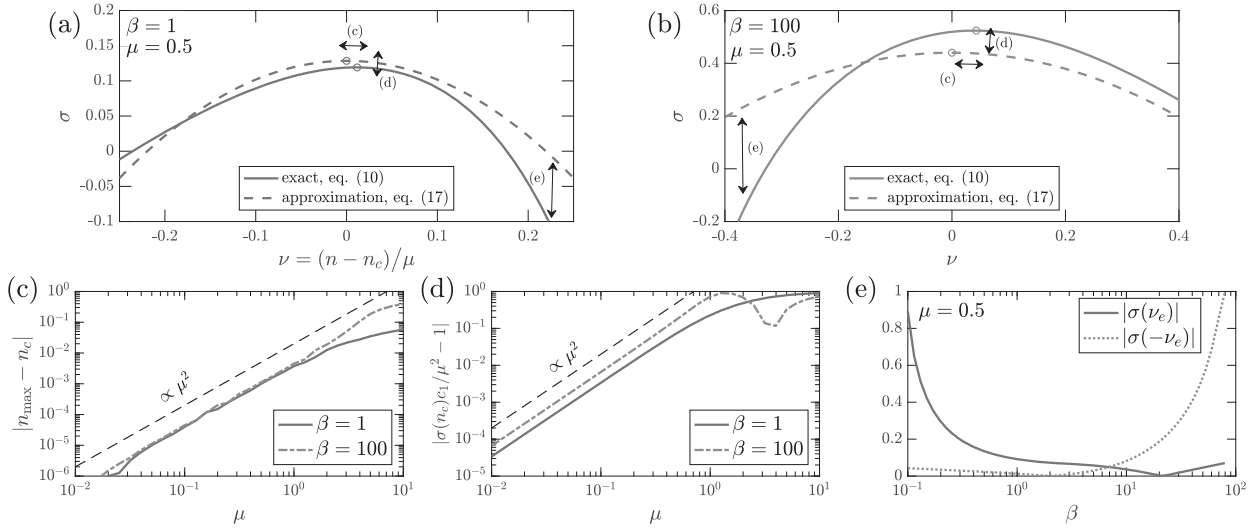 (a)
β = 1
μ = 0.5
(c)
(d)
(e)
exact, eq. (10)
approximation, eq. (17)
σ
0.2
0.15
0.1
0.05
0
-0.05
-0.1
-0.2
-0.1
0
0.1
0.2
ν = (n − n_c)/μ
(b)
β = 100
μ = 0.5
(d)
(c)
(e)
exact, eq. (10)
approximation, eq. (17)
σ
0.6
0.4
0.2
0
-0.2
-0.4
-0.2
0
0.2
0.4
ν
(c)
|n_max − n_c|
10^0
10^-1
10^-2
10^-3
10^-4
10^-5
10^-6
∝ μ^2
β = 1
β = 100
10^-2
10^-1
10^0
10^1
μ
(d)
|σ(n_c)c_1/μ^2 − 1|
10^0
10^-1
10^-2
10^-3
10^-4
10^-5
∝ μ^2
β = 1
β = 100
10^-2
10^-1
10^0
10^1
μ
(e)
μ = 0.5
|σ(ν_e)|
|σ(−ν_e)|
1
0.8
0.6
0.4
0.2
0
10^-1
10^0
10^1
10^2
β